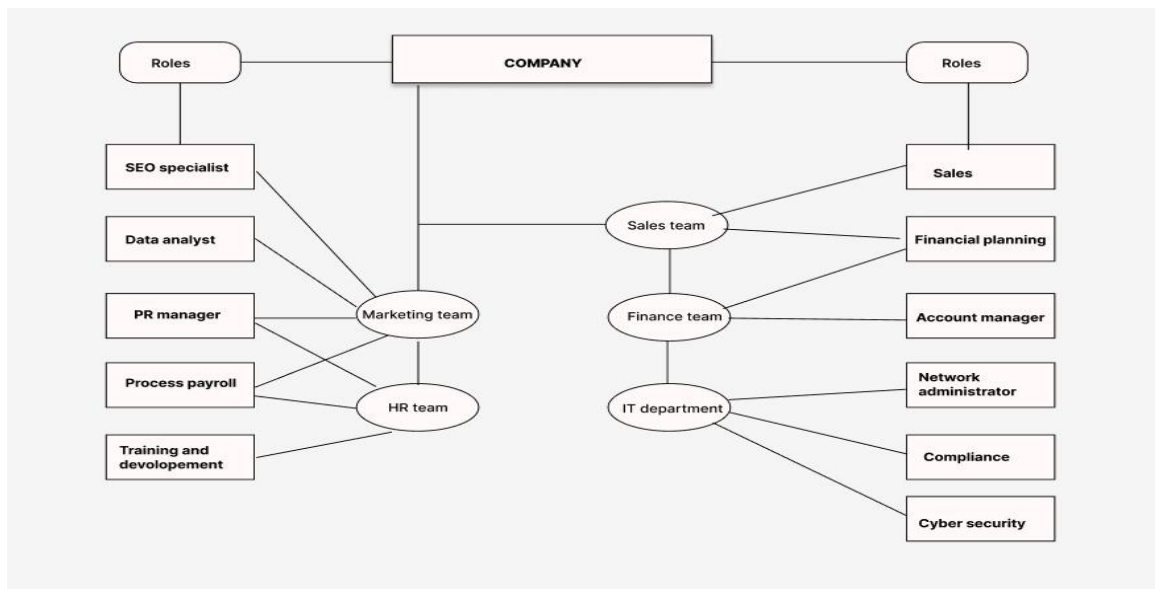 Roles
COMPANY
Roles
SEO specialist
Sales
Data analyst
Sales team
Financial planning
PR manager
Marketing team
Finance team
Account manager
Process payroll
HR team
IT department
Network
administrator
Training and
devolopement
Compliance
Cyber security